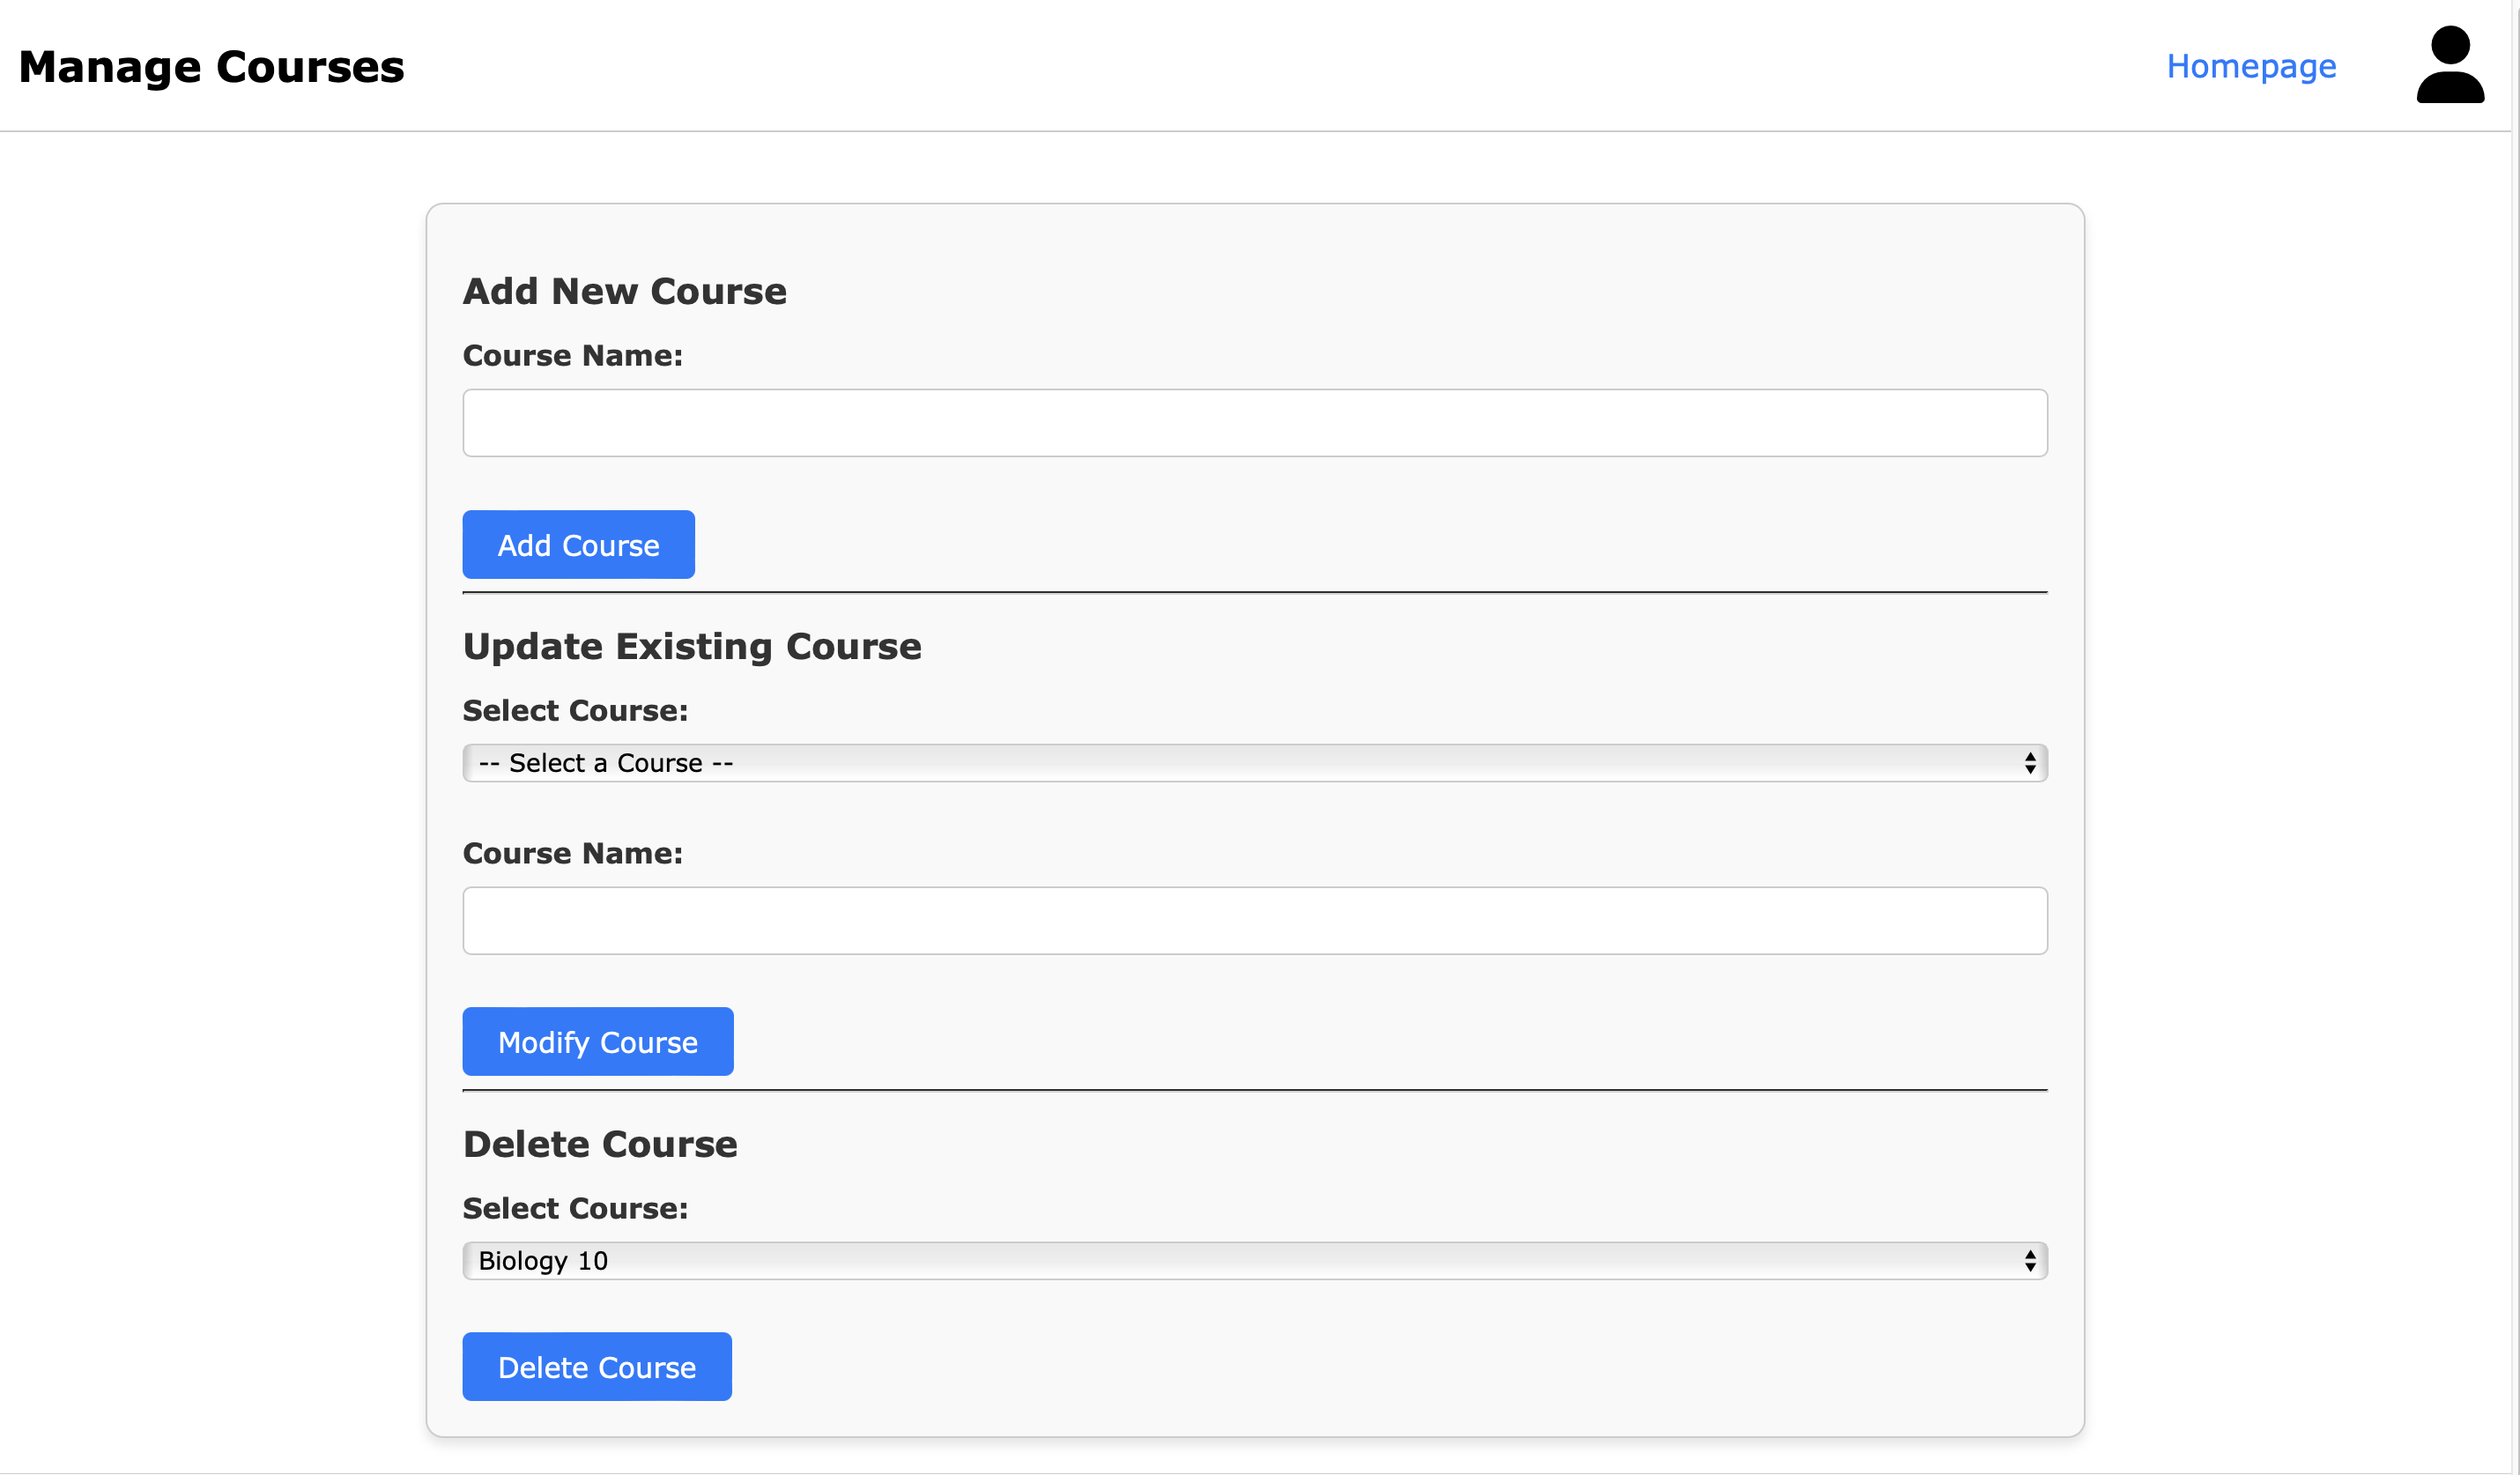 Manage Courses
Homepage
Add New Course
Course Name:
Add Course
Update Existing Course
Select Course:
-- Select a Course --
Course Name:
Modify Course
Delete Course
Select Course:
Biology 10
Delete Course